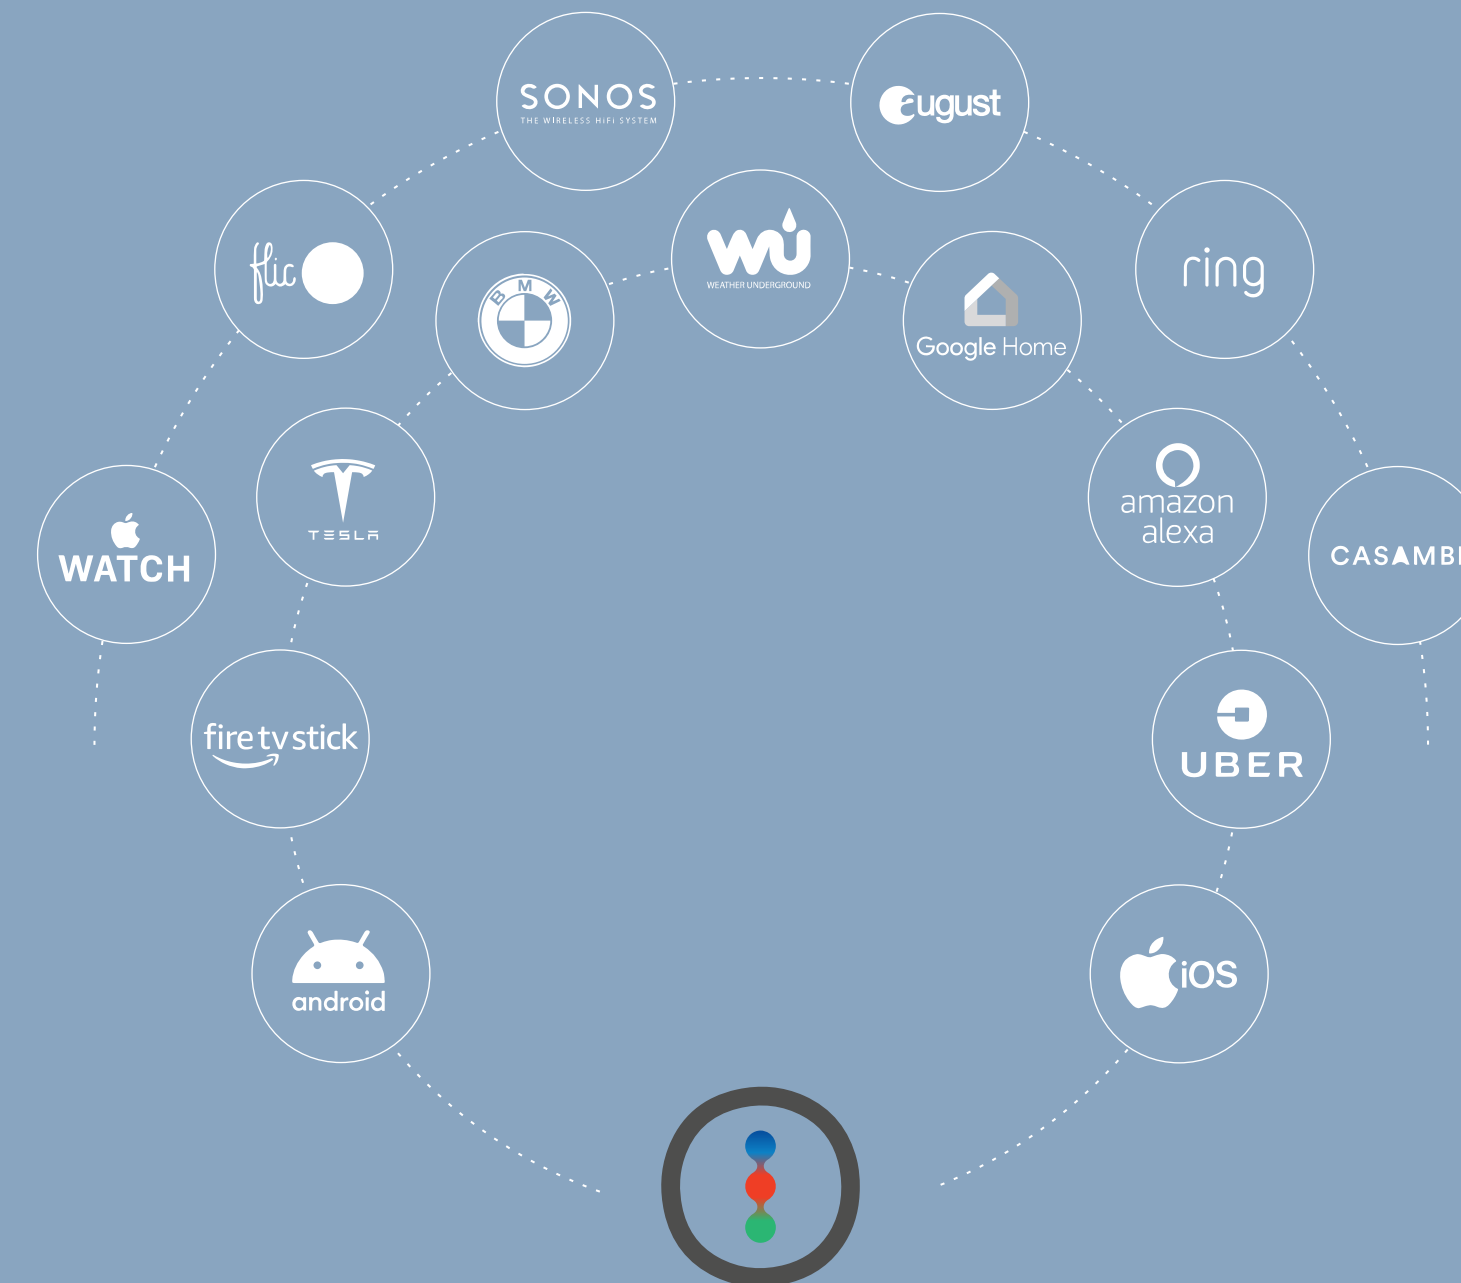 SONOS
THE WIRELESS HiFi SYSTEM
august
flic
BMW
WU
WEATHER UNDERGROUND
Google Home
ring
WATCH
TESLA
amazon
alexa
CASAMBI
fire tv stick
UBER
android
iOS